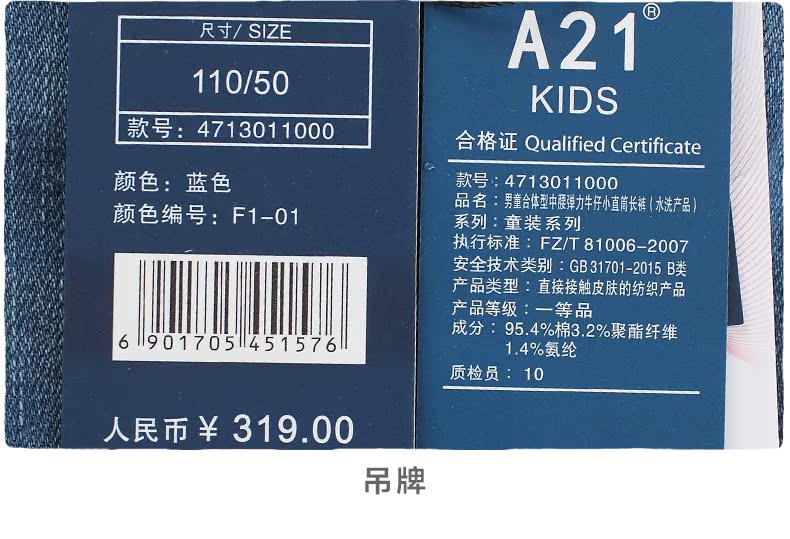 尺寸/ SIZE
110/50
款号: 4713011000
颜色: 蓝色
颜色编号: F1-01
6 901705 451576
人民币 ¥ 319.00
A21®
KIDS
合格证 Qualified Certificate
款号: 4713011000
品名: 男童合体型中腰弹力牛仔小直筒长裤(水洗产品)
系列: 童装系列
执行标准: FZ/T 81006-2007
安全技术类别: GB 31701-2015 B类
产品类型: 直接接触皮肤的纺织产品
产品等级: 一等品
成分: 95.4%棉3.2%聚酯纤维
1.4%氨纶
质检员: 10
吊牌